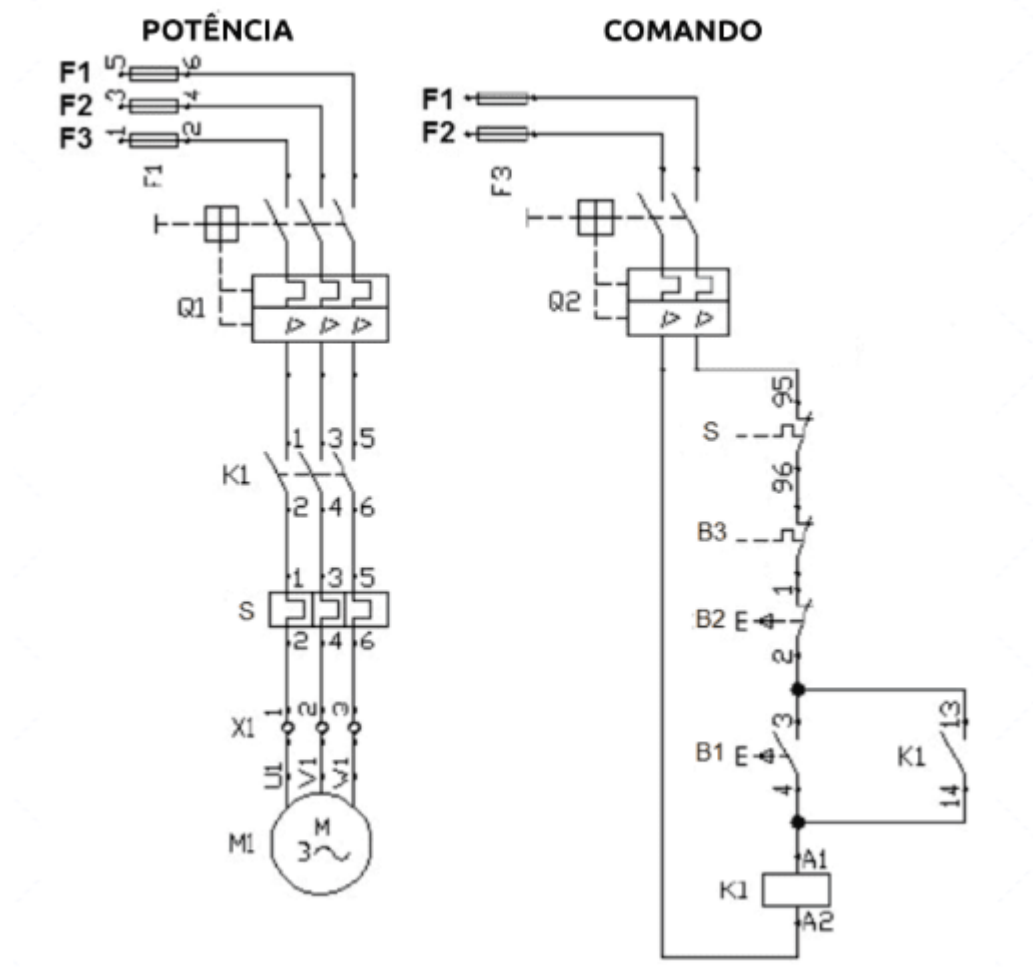 POTÊNCIA
F1 5 6
F2 3 4
F3 1 2
F1
Q1
1 3 5
K1
2 4 6
1 3 5
S
2 4 6
X1 1 2 3
U1 V1 W1
M1
M
3
COMANDO
F1
F2
F3
Q2
95
S
96
B3
1
B2 E
2
3 13
B1 E K1
4 14
A1
K1
A2